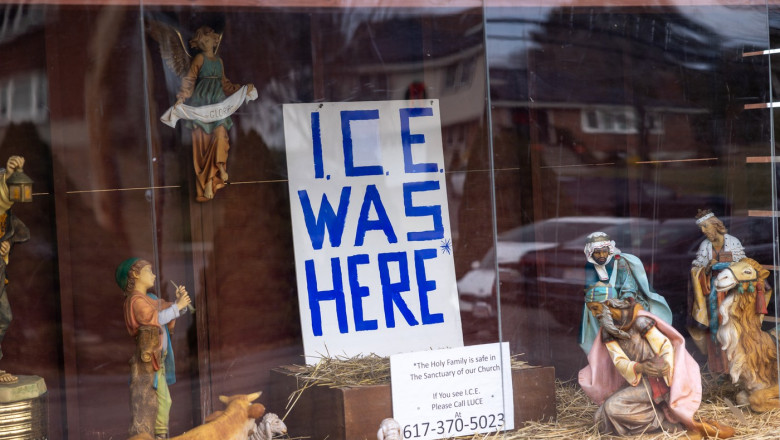 I.C.E.
WAS
HERE*
*The Holy Family is safe in
The Sanctuary of our Church
If You see I.C.E.
Please Call LUCE
At
617-370-5023